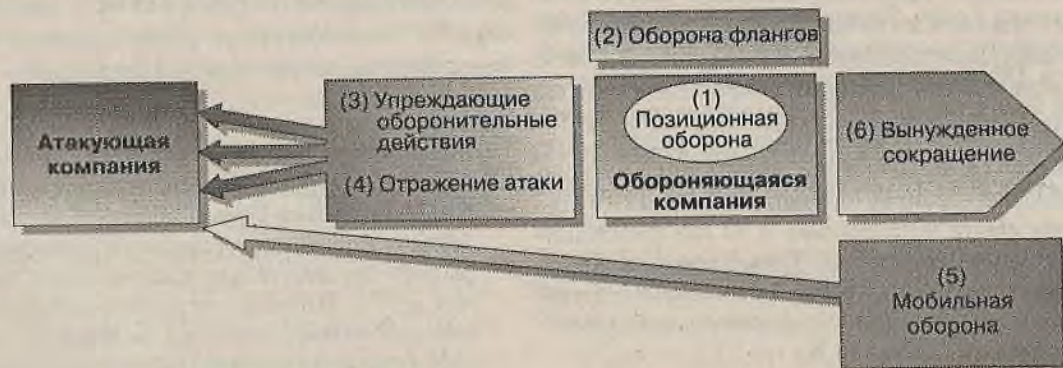 (2) Оборона флангов
Атакующая
компания
(3) Упреждающие
оборонительные
действия
(4) Отражение атаки
(1)
Позиционная
оборона
Обороняющаяся
компания
(6) Вынужденное
сокращение
(5)
Мобильная
оборона